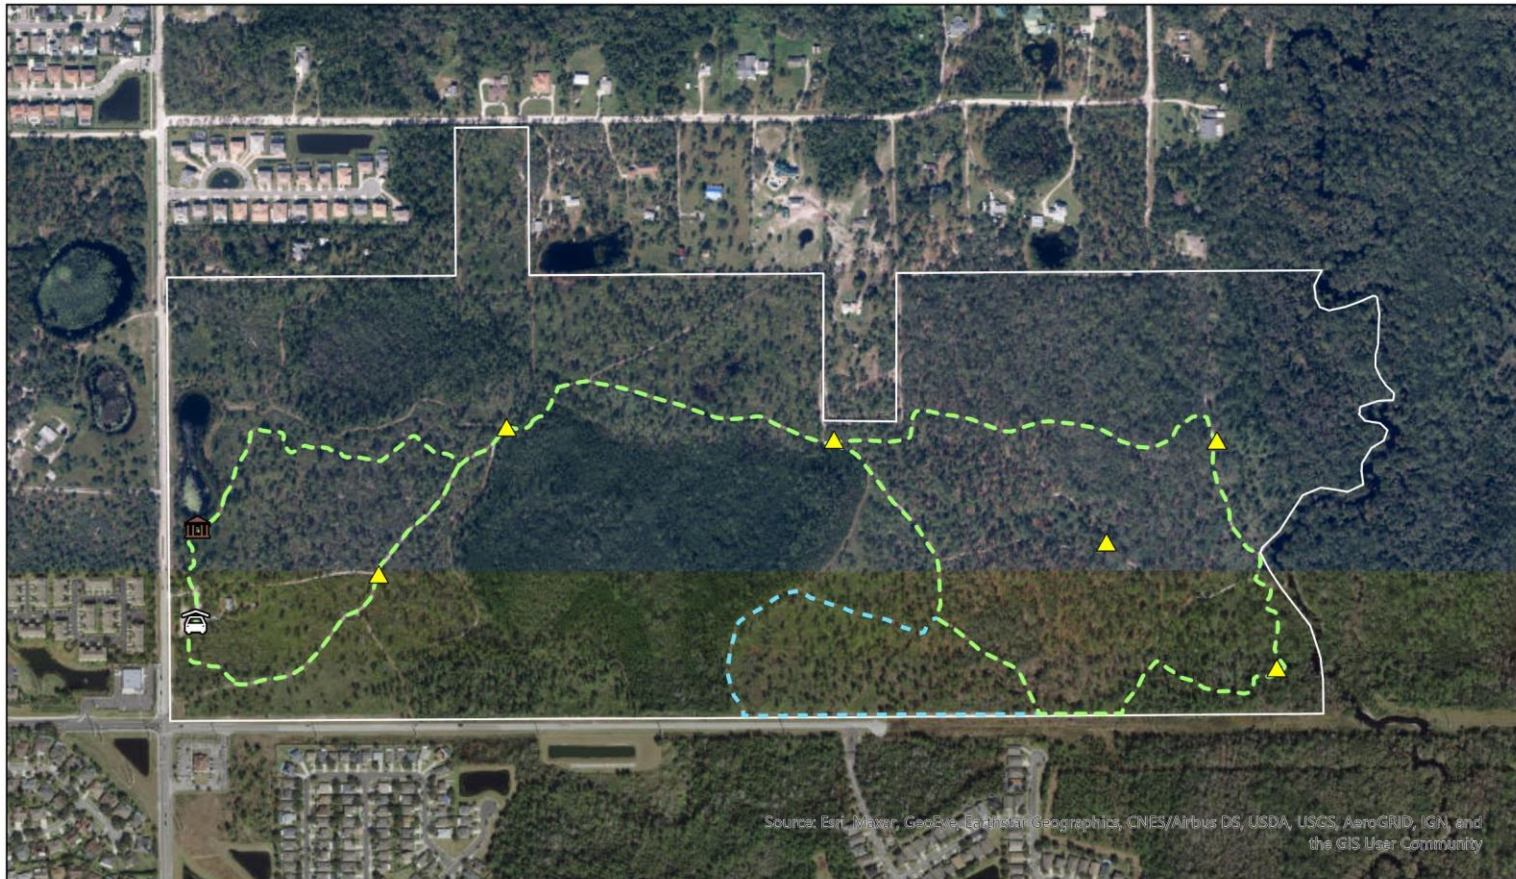 Source: Esri, Maxar, GeoEye, Earthstar Geographics, CNES/Airbus DS, USDA, USGS, AeroGRID, IGN, and
the GIS User Community